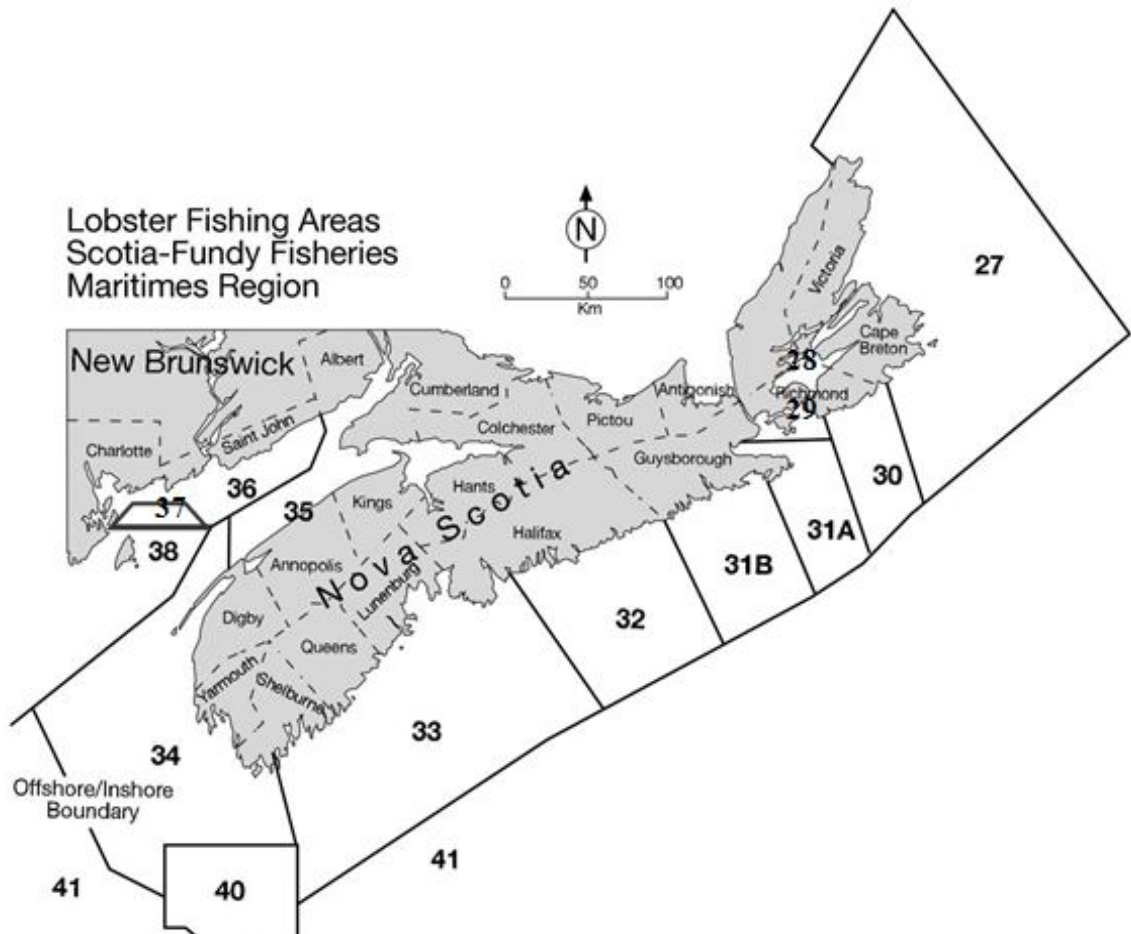 Lobster Fishing Areas
Scotia-Fundy Fisheries
Maritimes Region
N
0 50 100
Km
27
Victoria
Cape
Breton
28
Richmond
29
New Brunswick
Albert
Cumberland
Antigonish
Pictou
Colchester
Charlotte
Saint John
Guysborough
36
30
37
35
Kings
Hants
Nova Scotia
Halifax
31A
38
31B
Annopolis
Lunenburg
Digby
32
Queens
Yarmouth
Shelburne
33
34
Offshore/Inshore
Boundary
41
40
41